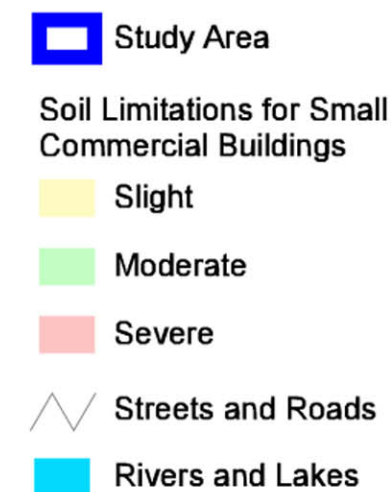 Study Area
Soil Limitations for Small
Commercial Buildings
Slight
Moderate
Severe
Streets and Roads
Rivers and Lakes